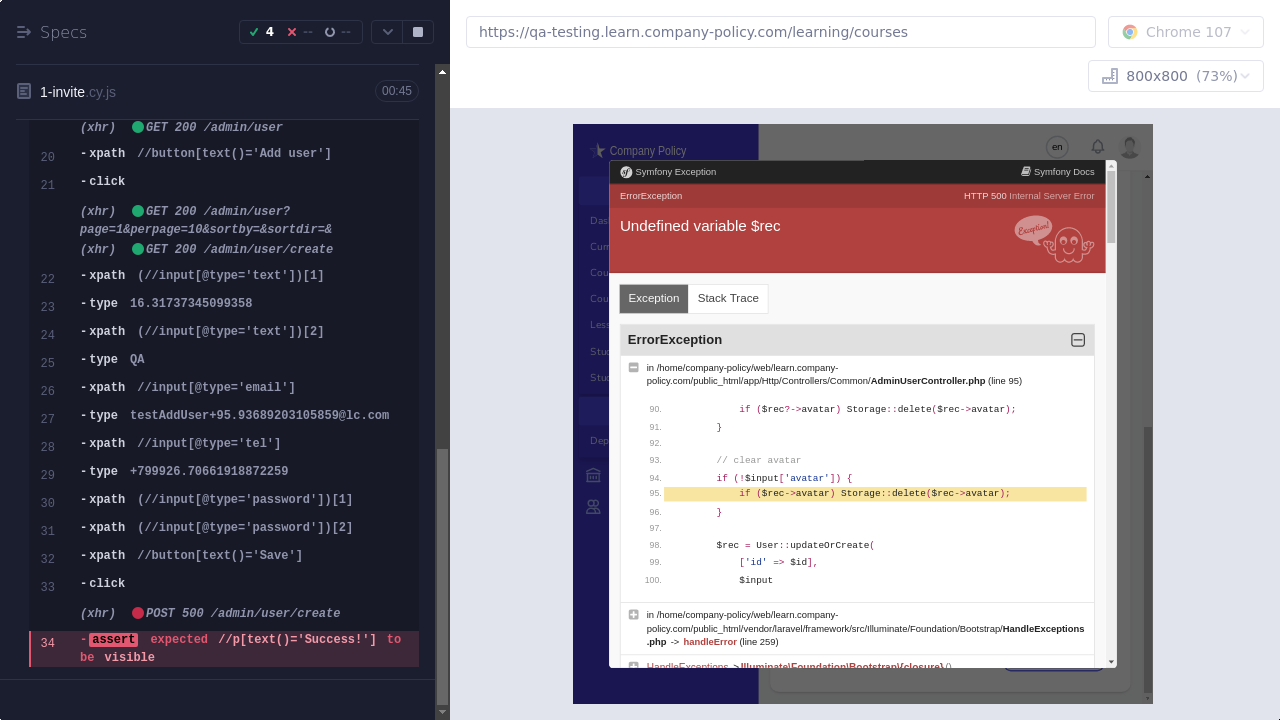 Specs
4 -- --
1-invite.cy.js
00:45
(xhr) GET 200 /admin/user
20 -xpath //button[text()='Add user']
21 -click
(xhr) GET 200 /admin/user?
page=1&perpage=10&sortby=&sortdir=&
(xhr) GET 200 /admin/user/create
22 -xpath (//input[@type='text'])[1]
23 -type 16.31737345099358
24 -xpath (//input[@type='text'])[2]
25 -type QA
26 -xpath //input[@type='email']
27 -type testAddUser+95.93689203105859@lc.com
28 -xpath //input[@type='tel']
29 -type +799926.70661918872259
30 -xpath (//input[@type='password'])[1]
31 -xpath (//input[@type='password'])[2]
32 -xpath //button[text()='Save']
33 -click
(xhr) POST 500 /admin/user/create
34 -assert expected //p[text()='Success!'] to
be visible
https://qa-testing.learn.company-policy.com/learning/courses
Chrome 107
800x800 (73%)
Company Policy
en
Symfony Exception
Symfony Docs
ErrorException
HTTP 500 Internal Server Error
Undefined variable $rec
Exception!
Exception
Stack Trace
ErrorException
in /home/company-policy/web/learn.company-
policy.com/public_html/app/Http/Controllers/Common/AdminUserController.php (line 95)
90. if ($rec?->avatar) Storage::delete($rec->avatar);
91. }
92.
93. // clear avatar
94. if (!$input['avatar']) {
95. if ($rec->avatar) Storage::delete($rec->avatar);
96. }
97.
98. $rec = User::updateOrCreate(
99. ['id' => $id],
100. $input
in /home/company-policy/web/learn.company-
policy.com/public_html/vendor/laravel/framework/src/Illuminate/Foundation/Bootstrap/HandleExceptions
.php -> handleError (line 259)
HandleExceptions->Illuminate\Foundation\Bootstrap\{closure}()
Das
Curr
Cou
Cou
Less
Stud
Stud
Dep